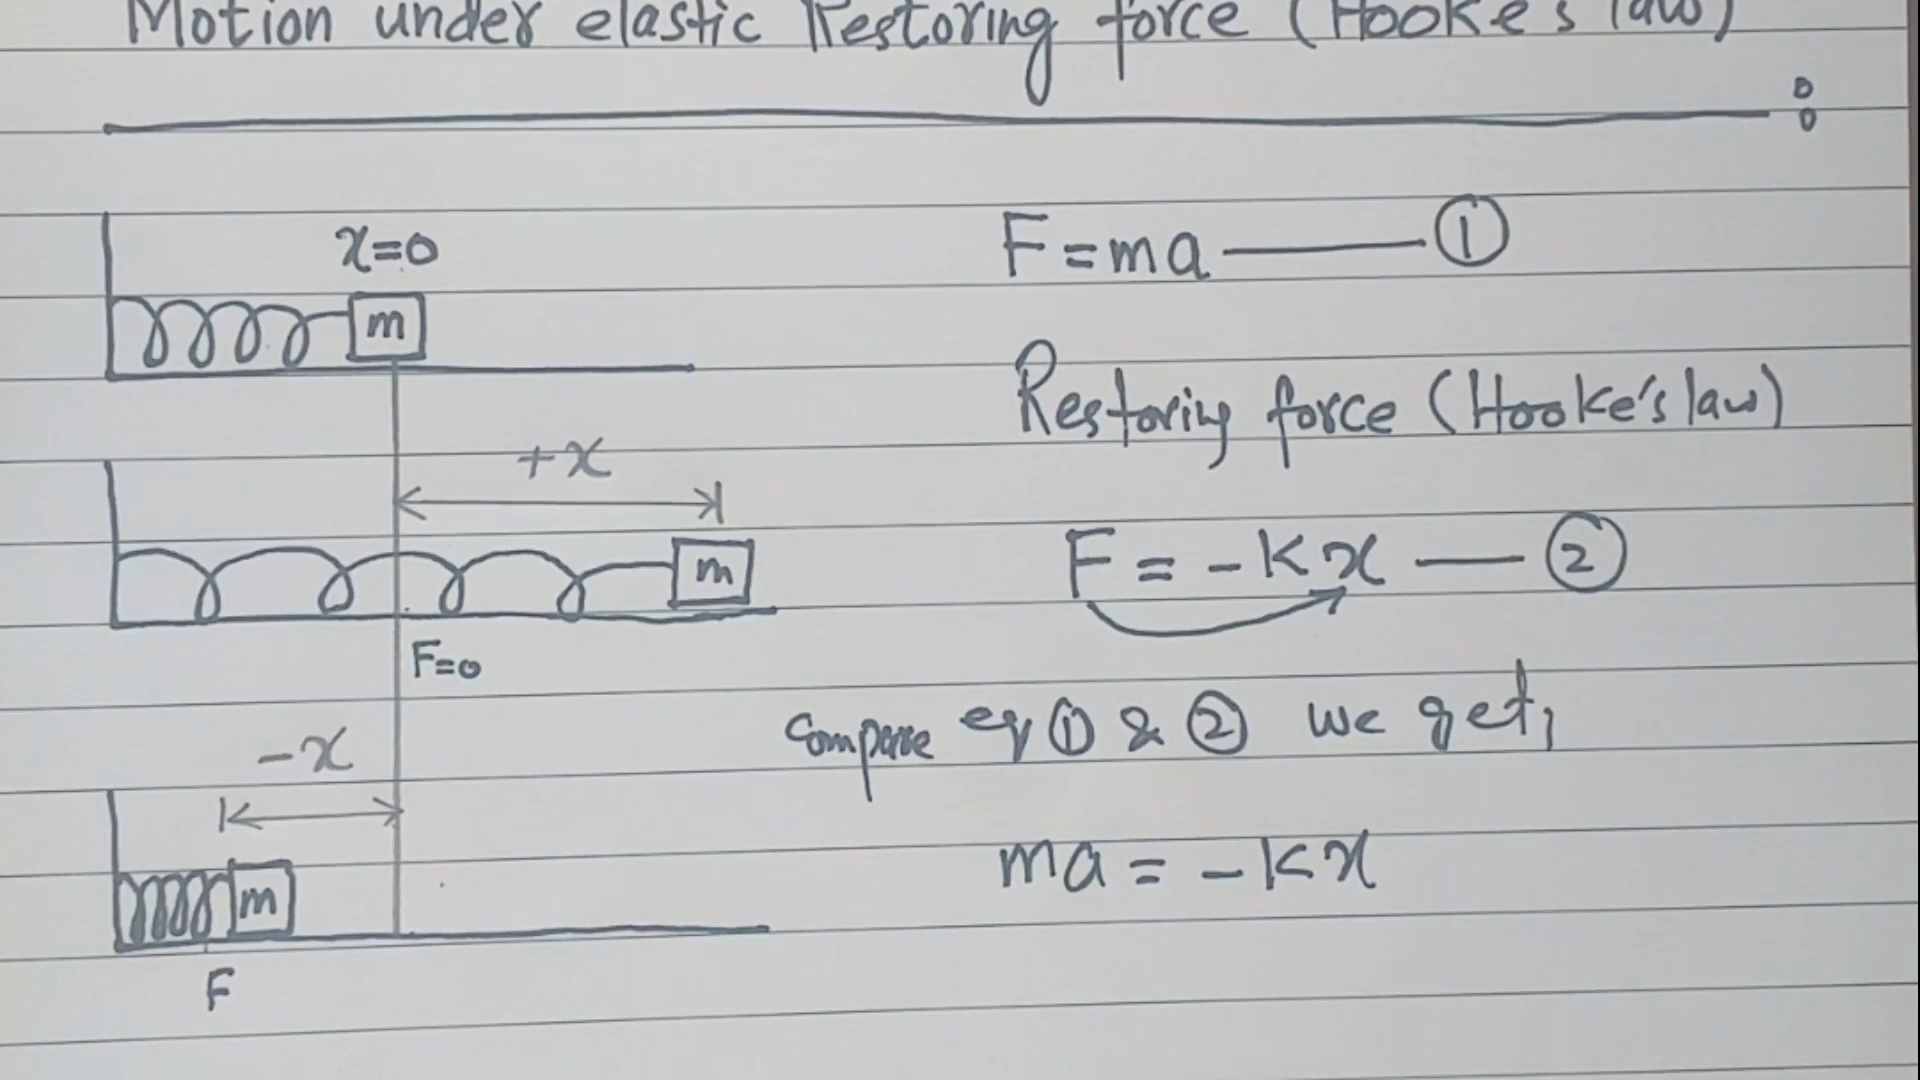 Motion under elastic Restoring force (Hooke's law)
x=0
m
F=ma ①
Restoring force (Hooke's law)
+x
m
F = -Kx ②
F=0
Compare eq ① & ② we get,
-x
m
ma = -Kx
F